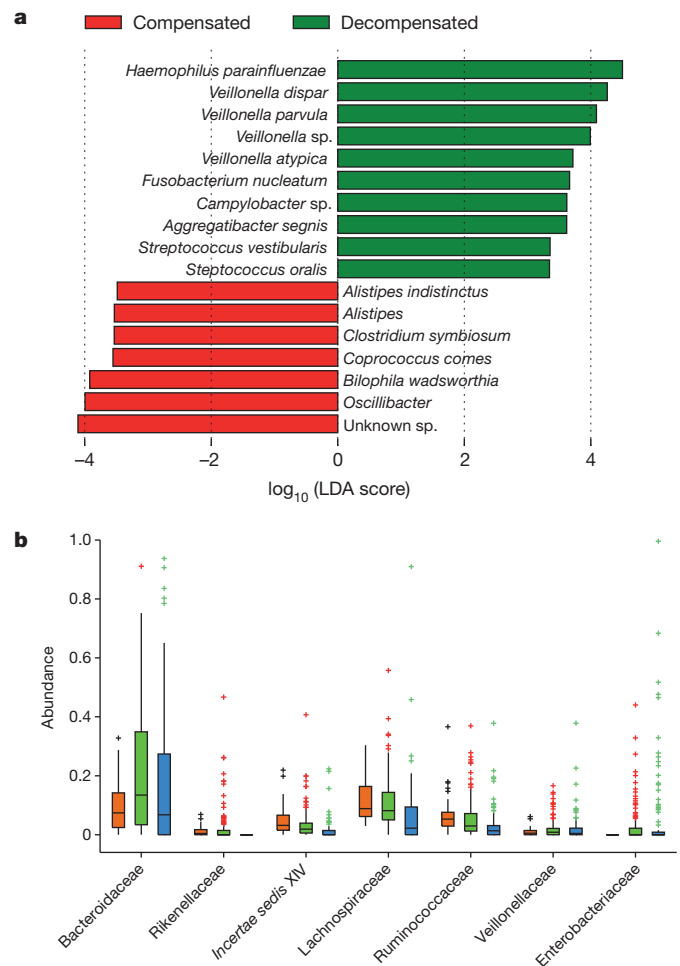 a
Compensated Decompensated
Haemophilus parainfluenzae
Veillonella dispar
Veillonella parvula
Veillonella sp.
Veillonella atypica
Fusobacterium nucleatum
Campylobacter sp.
Aggregatibacter segnis
Streptococcus vestibularis
Steptococcus oralis
Alistipes indistinctus
Alistipes
Clostridium symbiosum
Coprococcus comes
Bilophila wadsworthia
Oscillibacter
Unknown sp.
−4 −2 0 2 4
log10 (LDA score)
b
1.0
0.8
0.6
0.4
0.2
0
Abundance
Bacteroidaceae
Rikenellaceae
Incertae sedis XIV
Lachnospiraceae
Ruminococcaceae
Veillonellaceae
Enterobacteriaceae